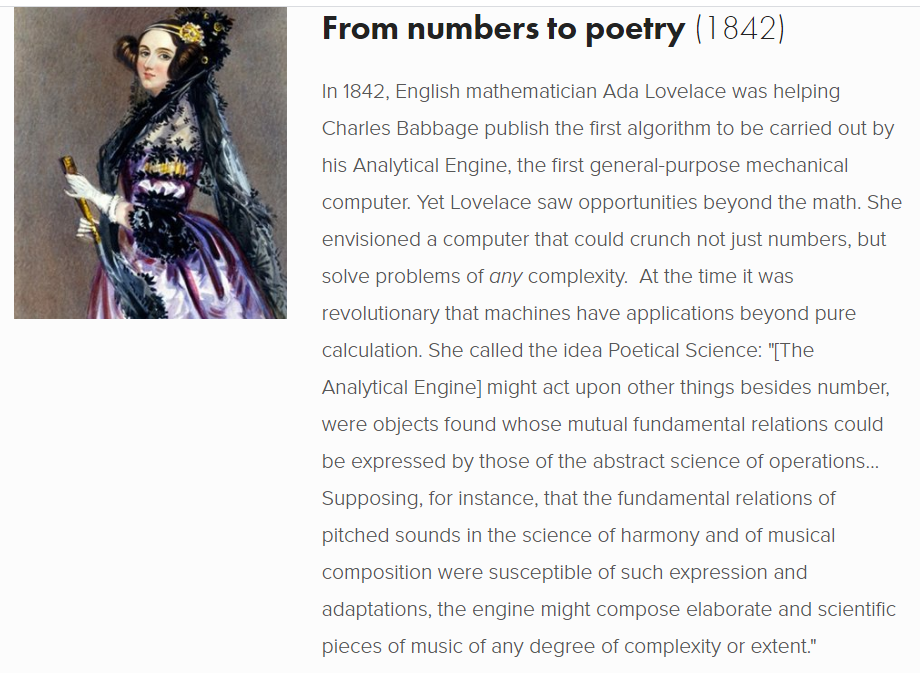 From numbers to poetry (1842)
In 1842, English mathematician Ada Lovelace was helping
Charles Babbage publish the first algorithm to be carried out by
his Analytical Engine, the first general-purpose mechanical
computer. Yet Lovelace saw opportunities beyond the math. She
envisioned a computer that could crunch not just numbers, but
solve problems of any complexity.  At the time it was
revolutionary that machines have applications beyond pure
calculation. She called the idea Poetical Science: "[The
Analytical Engine] might act upon other things besides number,
were objects found whose mutual fundamental relations could
be expressed by those of the abstract science of operations...
Supposing, for instance, that the fundamental relations of
pitched sounds in the science of harmony and of musical
composition were susceptible of such expression and
adaptations, the engine might compose elaborate and scientific
pieces of music of any degree of complexity or extent."